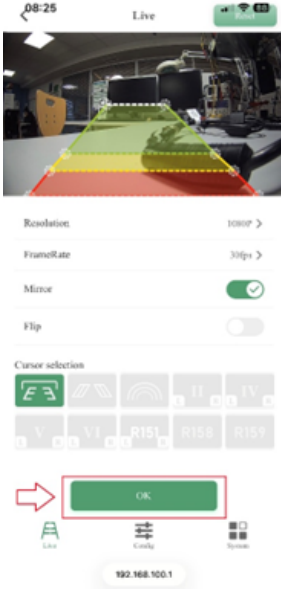 08:25
88
Live
Reset
Resolution 1080P
FrameRate 30fps
Mirror
Flip
Cursor selection
L II R
L IV R
L V R
L VI R
L R151 R
R158
R159
OK
Live
Config
System
192.168.100.1